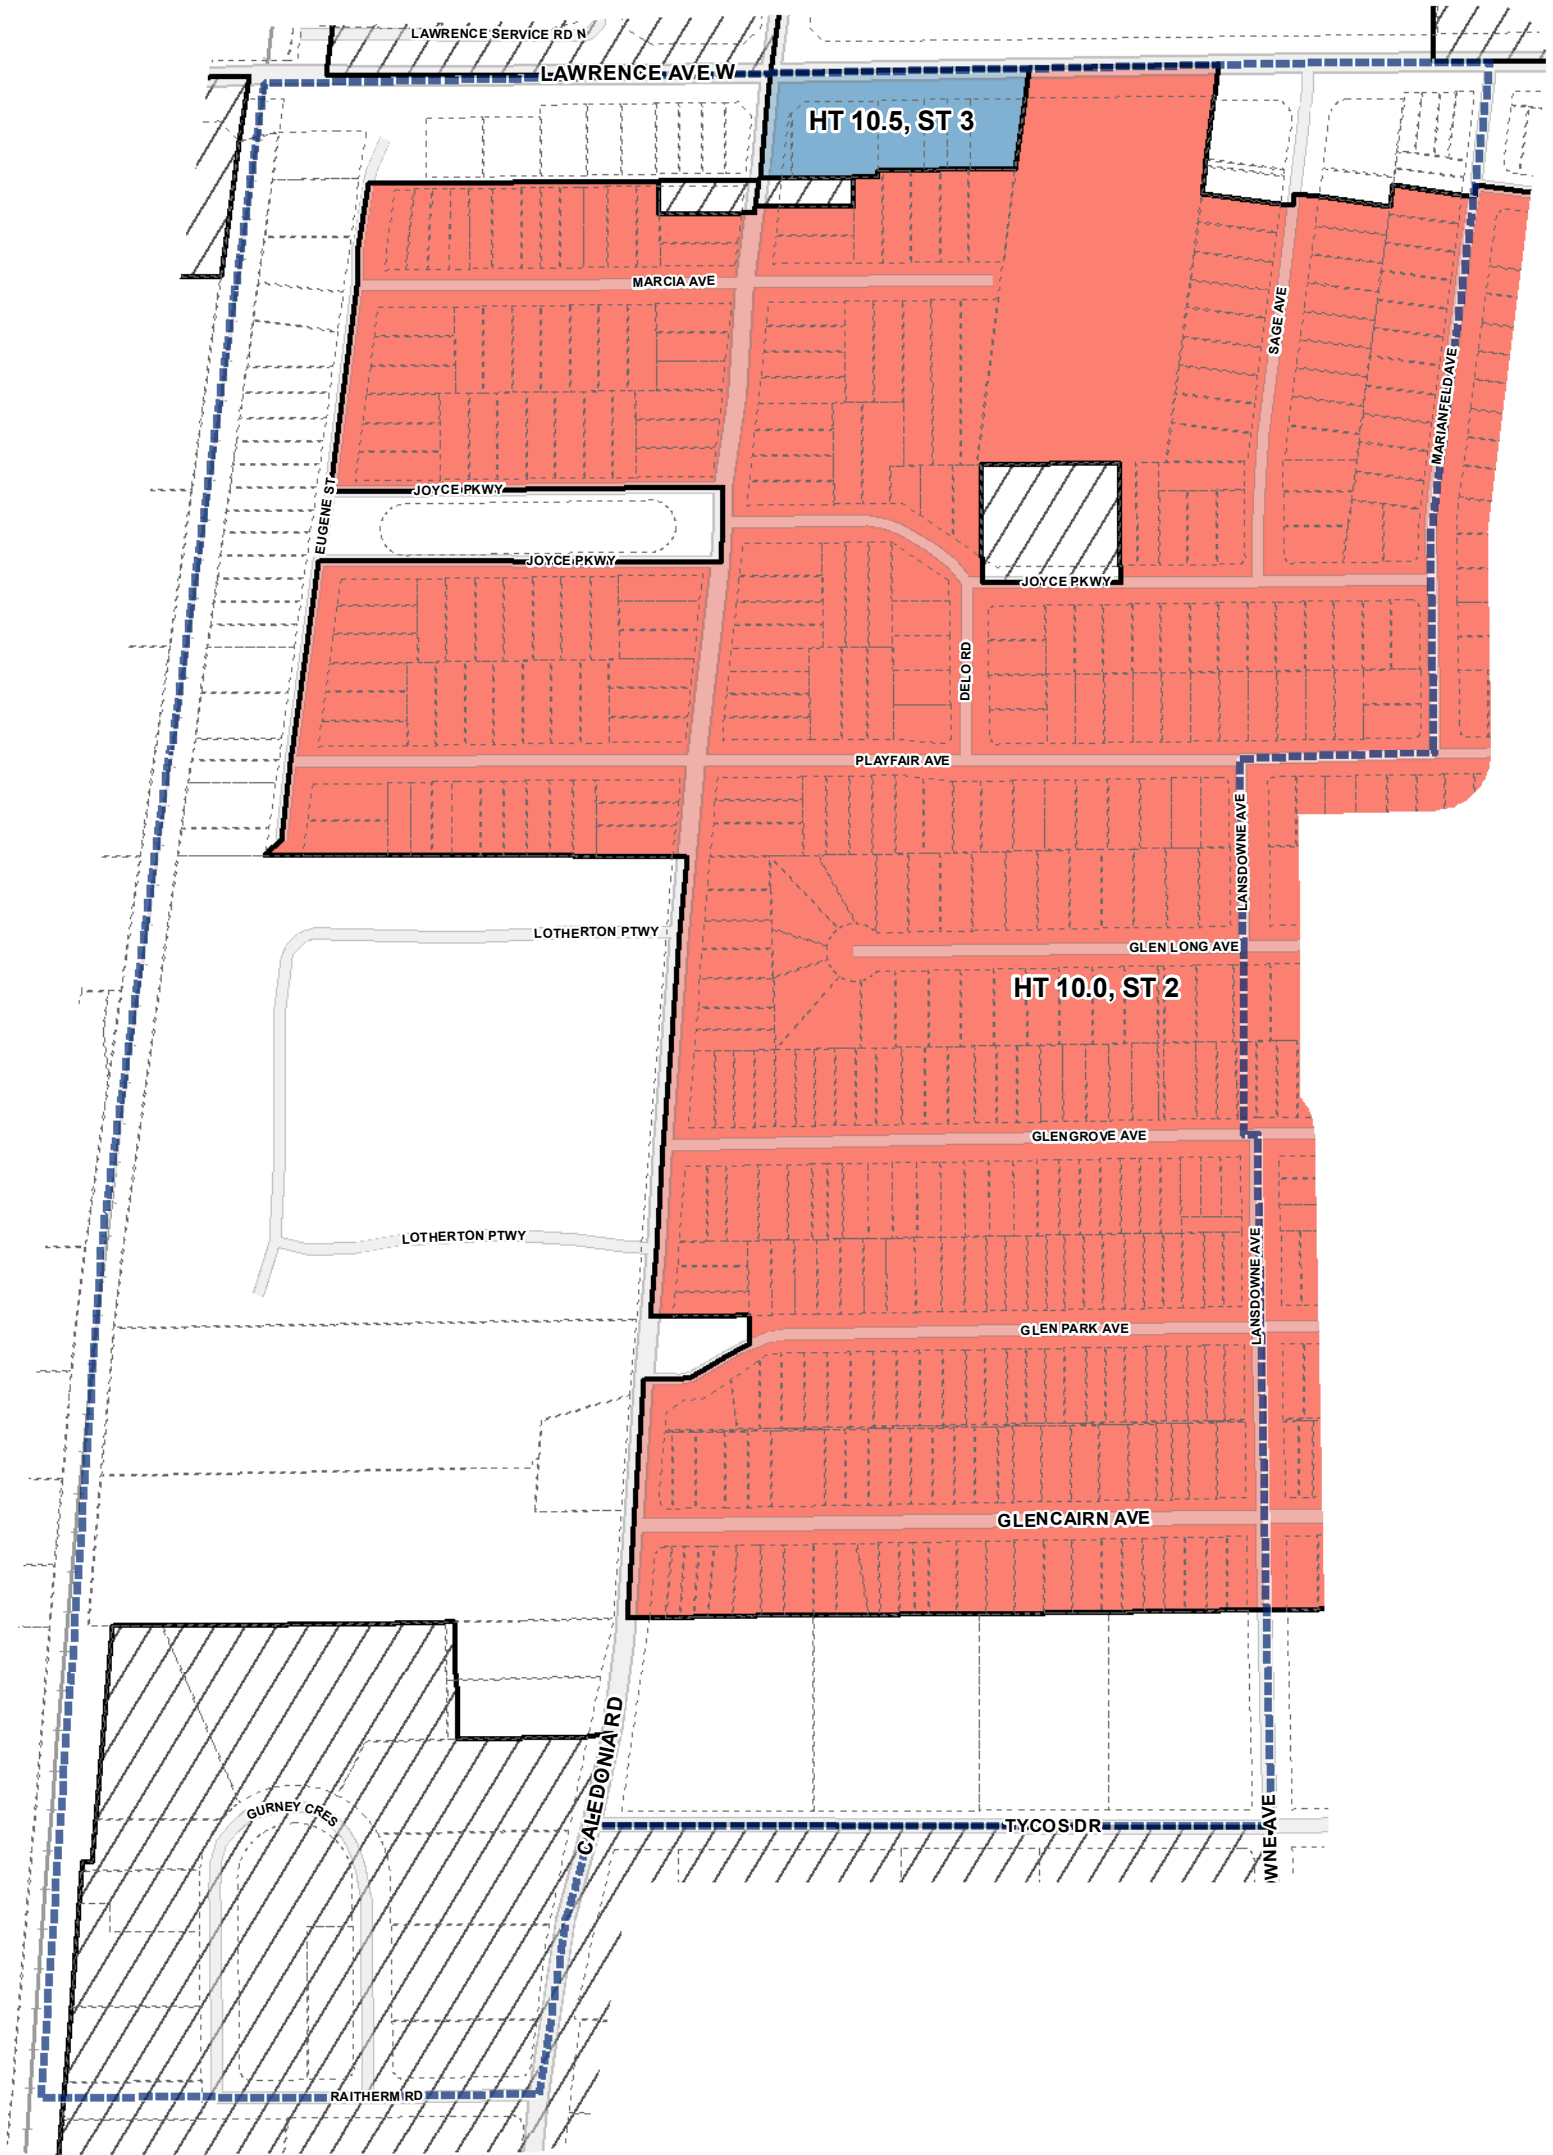 LAWRENCE SERVICE RD N
LAWRENCE AVE W
HT 10.5, ST 3
MARCIA AVE
SAGE AVE
MARIANFELD AVE
JOYCE PKWY
EUGENE ST
JOYCE PKWY
JOYCE PKWY
DELO RD
PLAYFAIR AVE
LANSDOWNE AVE
LOTHERTON PTWY
GLEN LONG AVE
HT 10.0, ST 2
GLENGROVE AVE
LOTHERTON PTWY
LANSDOWNE AVE
GLEN PARK AVE
GLENCAIRN AVE
CALEDONIA RD
GURNEY CRES
TYCOS DR
WNE AVE
RAITHERM RD